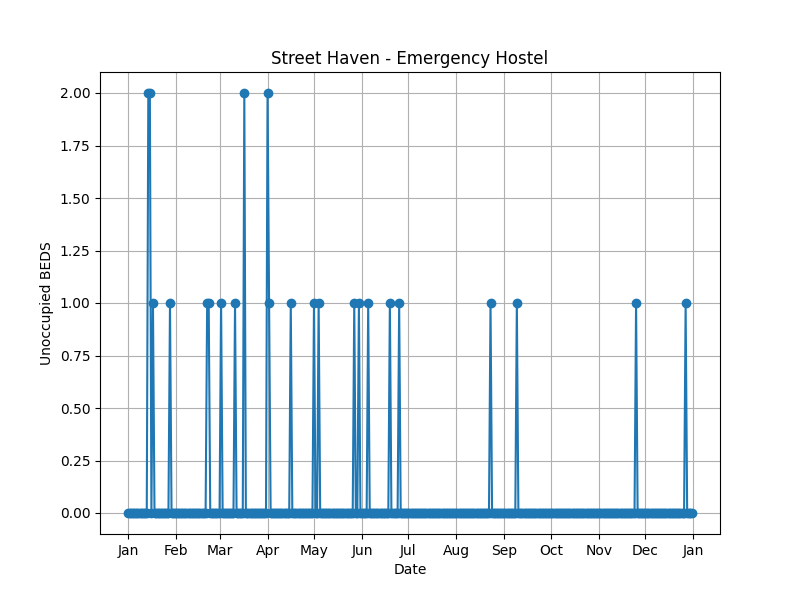 Street Haven - Emergency Hostel
Unoccupied BEDS
2.00
1.75
1.50
1.25
1.00
0.75
0.50
0.25
0.00
Jan Feb Mar Apr May Jun Jul Aug Sep Oct Nov Dec Jan
Date